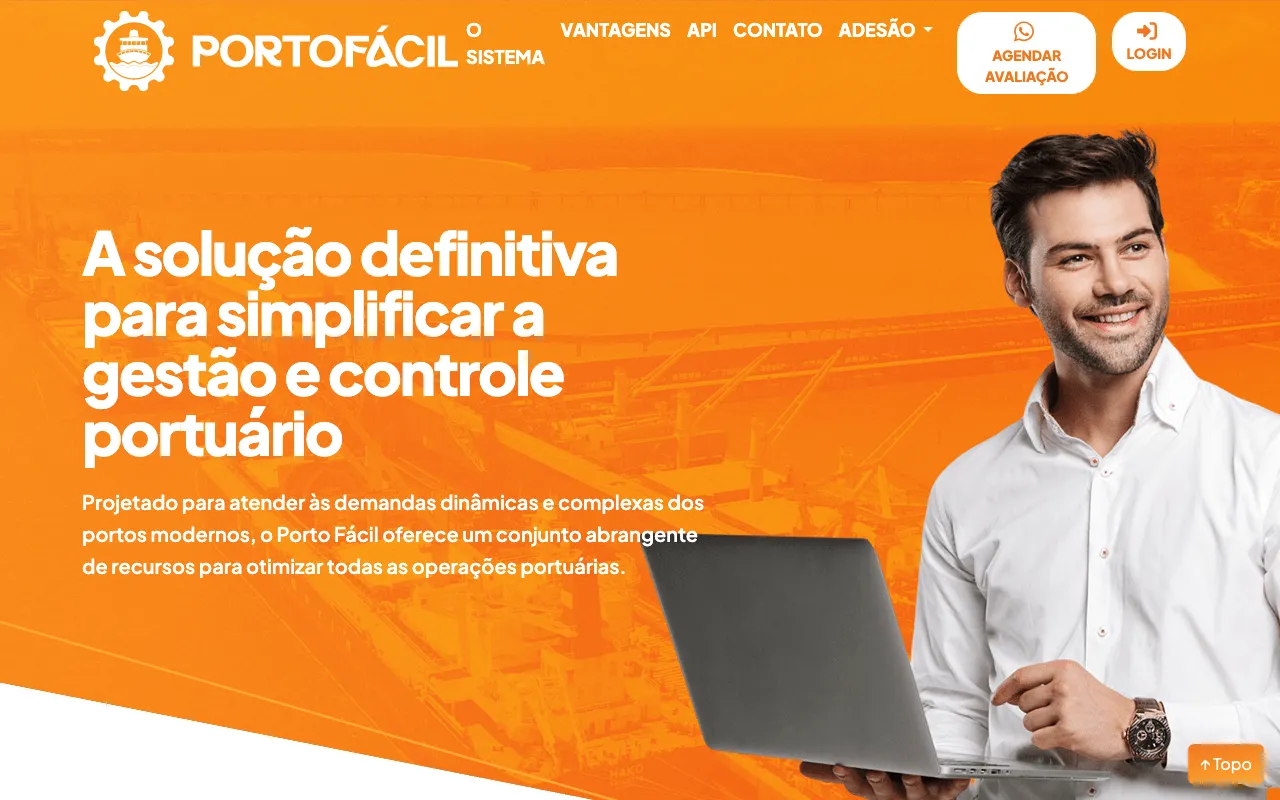 PORTOFÁCIL
O
SISTEMA
VANTAGENS
API
CONTATO
ADESÃO
AGENDAR
AVALIAÇÃO
LOGIN
A solução definitiva
para simplificar a
gestão e controle
portuário
Projetado para atender às demandas dinâmicas e complexas dos
portos modernos, o Porto Fácil oferece um conjunto abrangente
de recursos para otimizar todas as operações portuárias.
↑ Topo